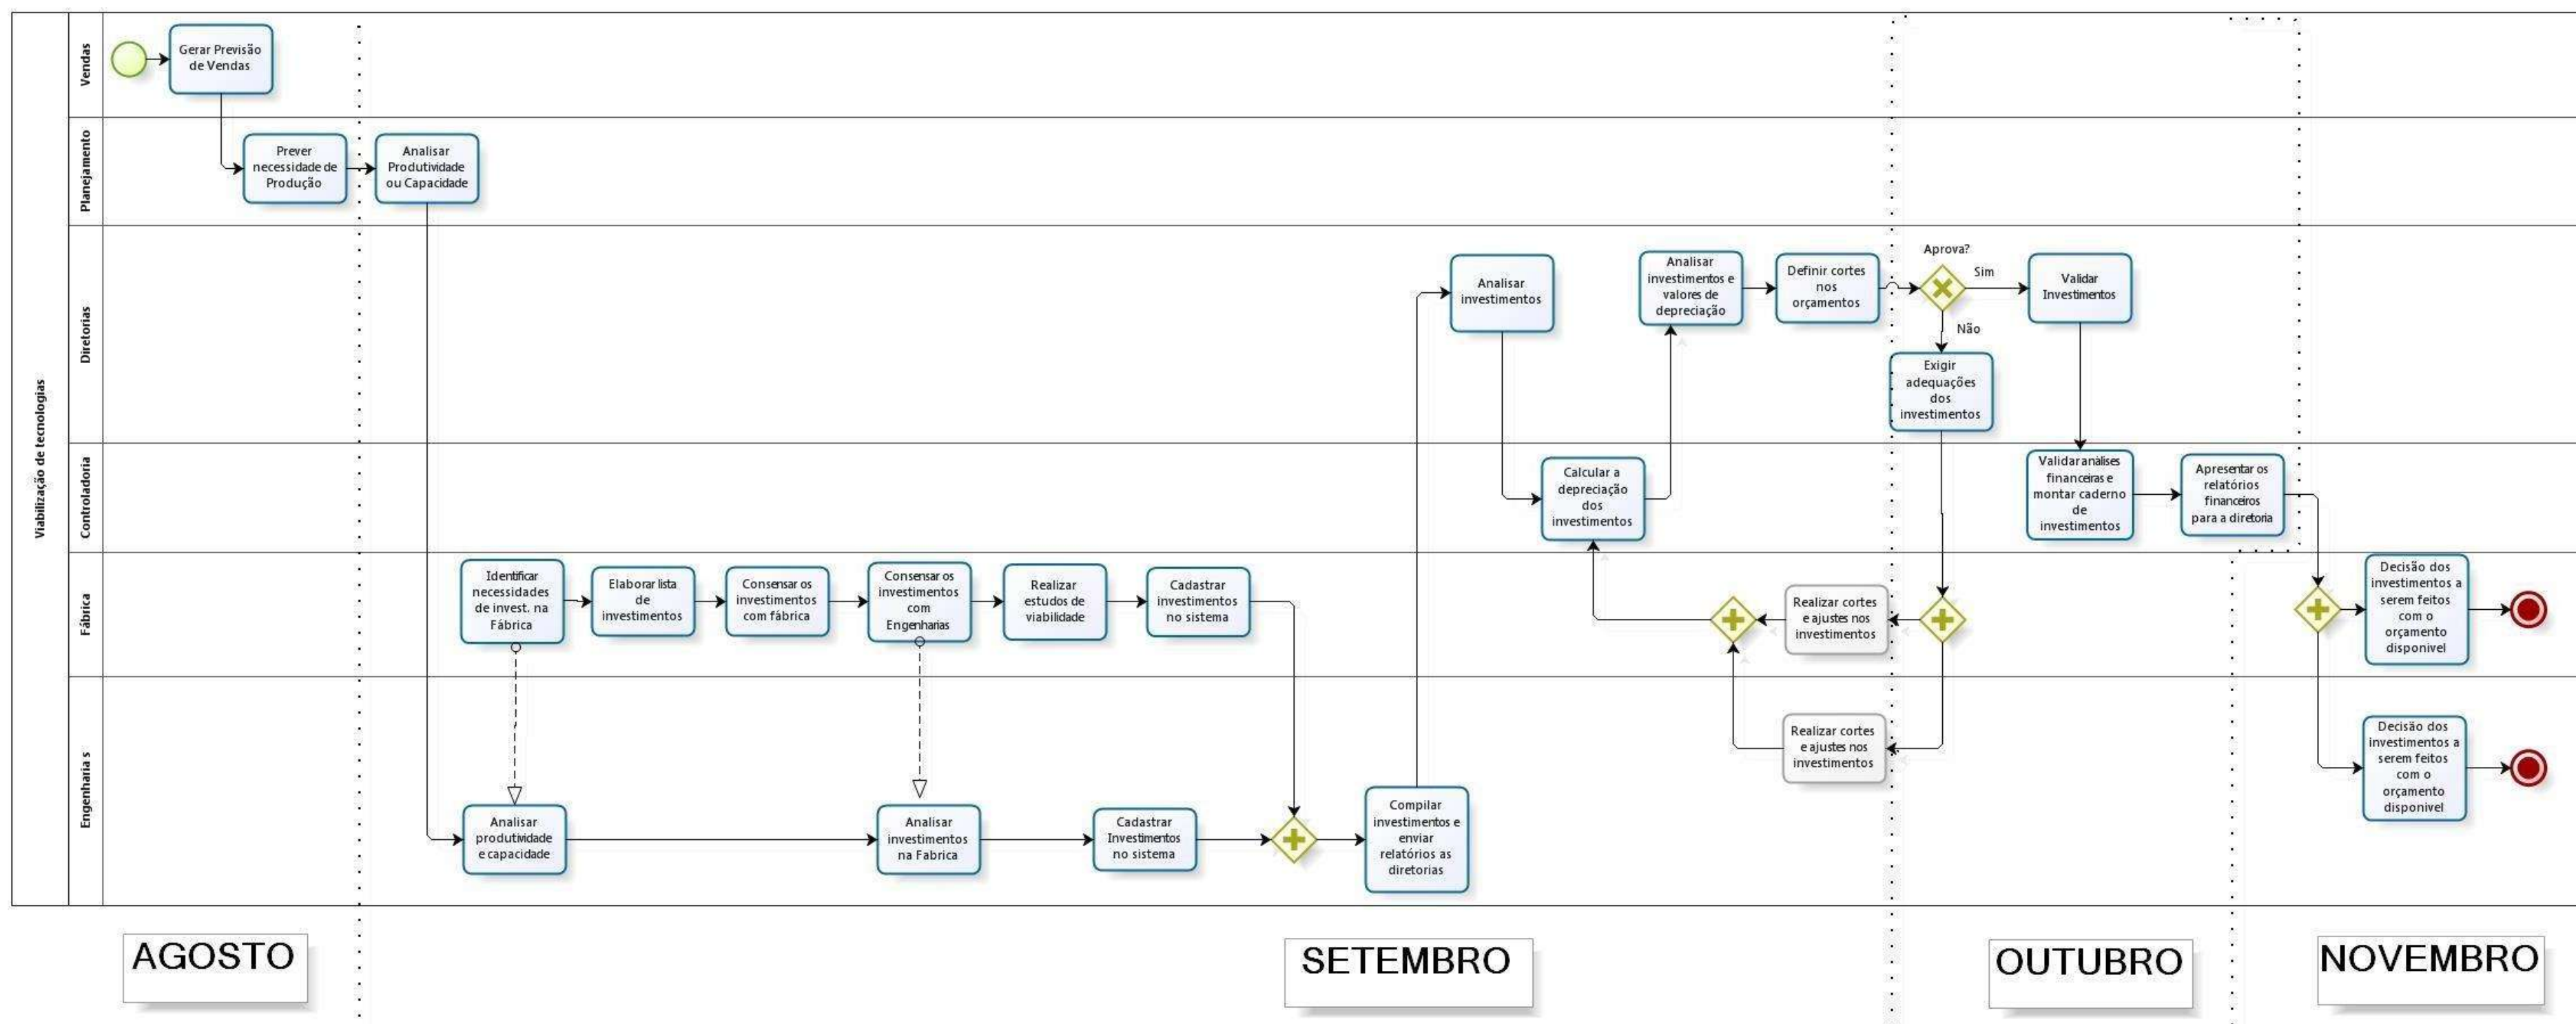 Viabilização de tecnologias
Vendas
Gerar Previsão
de Vendas
Planejamento
Prever
necessidade de
Produção
Analisar
Produtividade
ou Capacidade
Diretorias
Analisar
investimentos
Analisar
investimentos e
valores de
depreciação
Definir cortes
nos
orçamentos
Aprova?
Sim
Não
Validar
Investimentos
Exigir
adequações
dos
investimentos
Controladoria
Calcular a
depreciação
dos
investimentos
Validar análises
financeiras e
montar caderno
de
investimentos
Apresentar os
relatórios
financeiros
para a diretoria
Fábrica
Identificar
necessidades
de invest. na
Fábrica
Elaborar lista
de
investimentos
Consensar os
investimentos
com fábrica
Consensar os
investimentos
com
Engenharias
Realizar
estudos de
viabilidade
Cadastrar
investimentos
no sistema
Realizar cortes
e ajustes nos
investimentos
Decisão dos
investimentos a
serem feitos
com o
orçamento
disponivel
Engenharia s
Analisar
produtividade
e capacidade
Analisar
investimentos
na Fabrica
Cadastrar
Investimentos
no sistema
Compilar
investimentos e
enviar
relatórios as
diretorias
Realizar cortes
e ajustes nos
investimentos
Decisão dos
investimentos a
serem feitos
com o
orçamento
disponivel
AGOSTO
SETEMBRO
OUTUBRO
NOVEMBRO